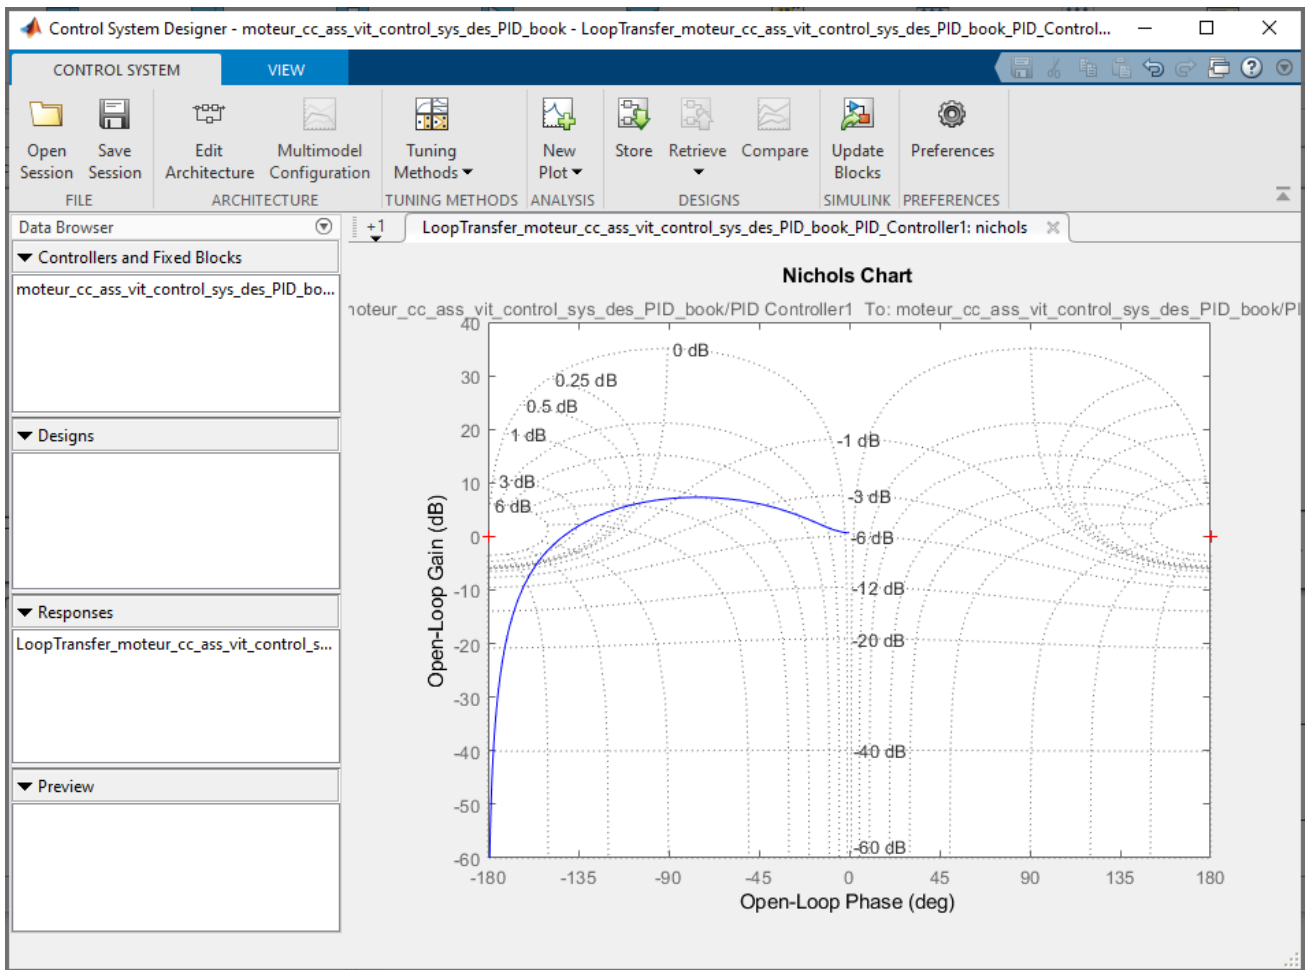 Control System Designer - moteur_cc_ass_vit_control_sys_des_PID_book - LoopTransfer_moteur_cc_ass_vit_control_sys_des_PID_book_PID_Control...
CONTROL SYSTEM VIEW
Open Session
Save Session
Edit Architecture
Multimodel Configuration
Tuning Methods
New Plot
Store
Retrieve
Compare
Update Blocks
Preferences
FILE ARCHITECTURE TUNING METHODS ANALYSIS DESIGNS SIMULINK PREFERENCES
Data Browser
Controllers and Fixed Blocks
moteur_cc_ass_vit_control_sys_des_PID_bo...
Designs
Responses
LoopTransfer_moteur_cc_ass_vit_control_s...
Preview
+1
LoopTransfer_moteur_cc_ass_vit_control_sys_des_PID_book_PID_Controller1: nichols
Nichols Chart
noteur_cc_ass_vit_control_sys_des_PID_book/PID Controller1 To: moteur_cc_ass_vit_control_sys_des_PID_book/PI
Open-Loop Gain (dB)
40
30
20
10
0
-10
-20
-30
-40
-50
-60
0 dB
0.25 dB
0.5 dB
1 dB
3 dB
6 dB
-1 dB
-3 dB
-6 dB
-12 dB
-20 dB
-40 dB
-60 dB
-180 -135 -90 -45 0 45 90 135 180
Open-Loop Phase (deg)